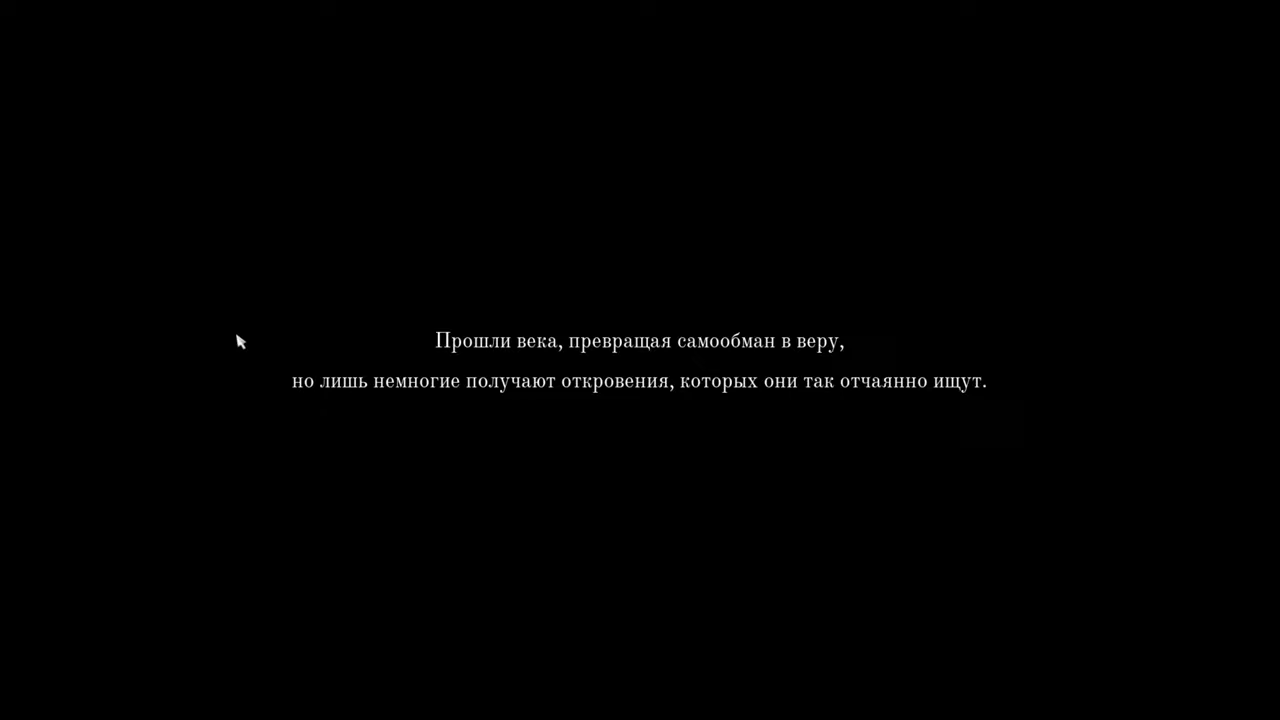 Прошли века, превращая самообман в веру,
но лишь немногие получают откровения, которых они так отчаянно ищут.